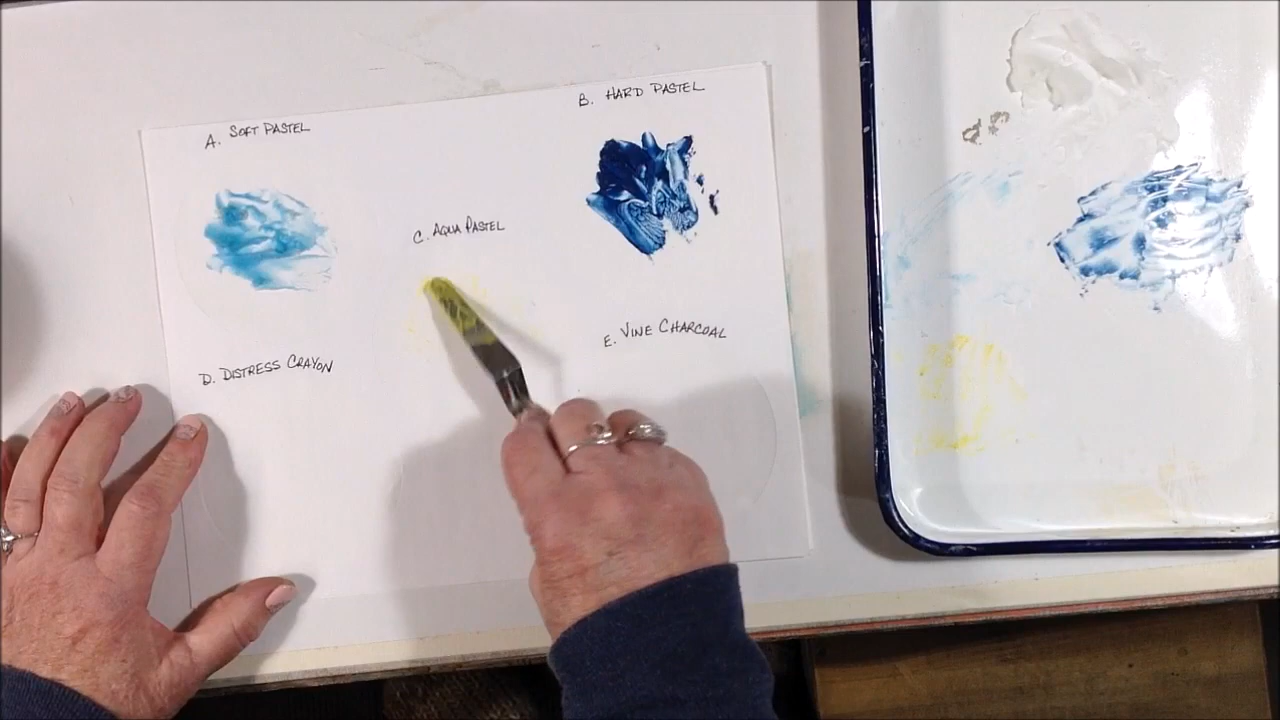 A. SOFT PASTEL
B. HARD PASTEL
C. AQUA PASTEL
D. DISTRESS CRAYON
E. VINE CHARCOAL